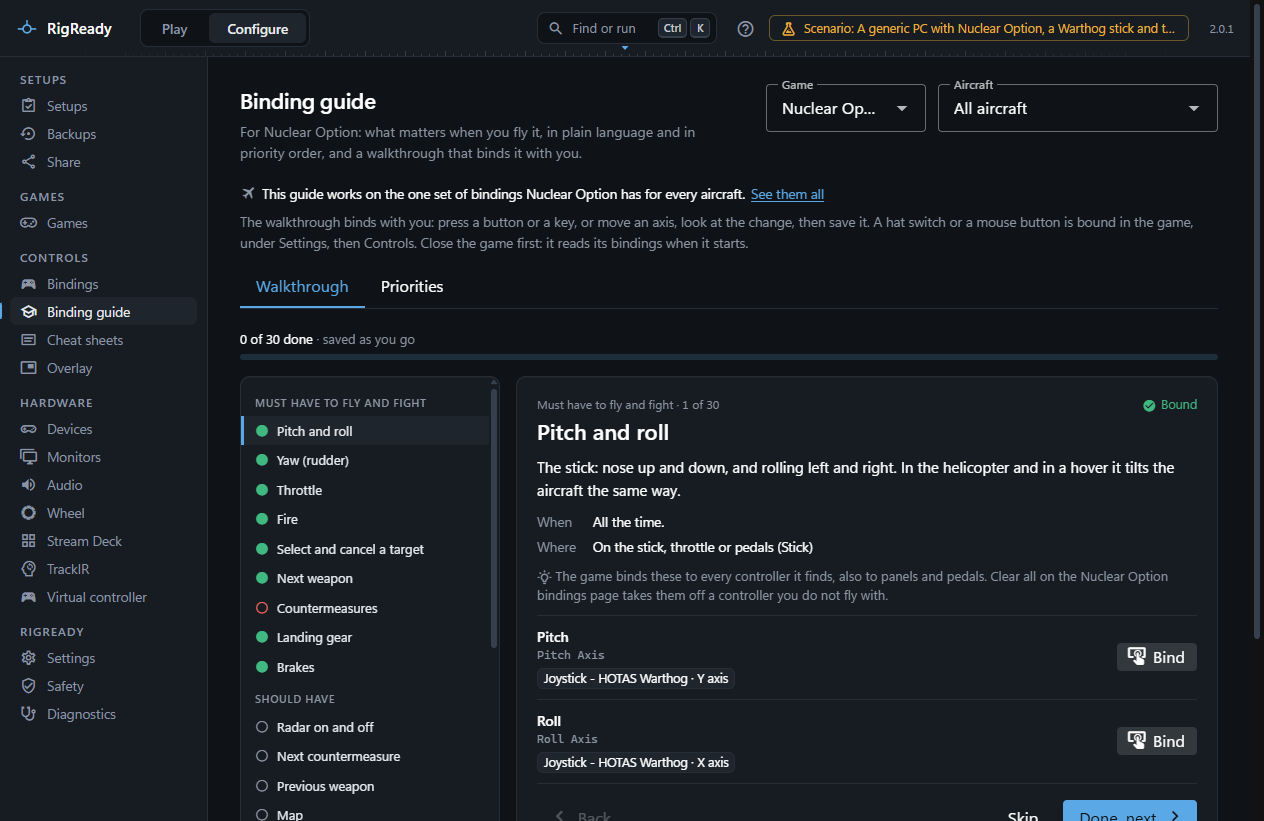 RigReady
Play
Configure
Find or run
Ctrl
K
Scenario: A generic PC with Nuclear Option, a Warthog stick and t...
2.0.1
SETUPS
Setups
Backups
Share
GAMES
Games
CONTROLS
Bindings
Binding guide
Cheat sheets
Overlay
HARDWARE
Devices
Monitors
Audio
Wheel
Stream Deck
TrackIR
Virtual controller
RIGREADY
Settings
Safety
Diagnostics
Binding guide
For Nuclear Option: what matters when you fly it, in plain language and in
priority order, and a walkthrough that binds it with you.
Game
Nuclear Op...
Aircraft
All aircraft
This guide works on the one set of bindings Nuclear Option has for every aircraft. See them all
The walkthrough binds with you: press a button or a key, or move an axis, look at the change, then save it. A hat switch or a mouse button is bound in the game,
under Settings, then Controls. Close the game first: it reads its bindings when it starts.
Walkthrough
Priorities
0 of 30 done · saved as you go
MUST HAVE TO FLY AND FIGHT
Pitch and roll
Yaw (rudder)
Throttle
Fire
Select and cancel a target
Next weapon
Countermeasures
Landing gear
Brakes
SHOULD HAVE
Radar on and off
Next countermeasure
Previous weapon
Map
Must have to fly and fight · 1 of 30
Bound
Pitch and roll
The stick: nose up and down, and rolling left and right. In the helicopter and in a hover it tilts the
aircraft the same way.
When All the time.
Where On the stick, throttle or pedals (Stick)
The game binds these to every controller it finds, also to panels and pedals. Clear all on the Nuclear Option
bindings page takes them off a controller you do not fly with.
Pitch
Pitch Axis
Joystick - HOTAS Warthog · Y axis
Bind
Roll
Roll Axis
Joystick - HOTAS Warthog · X axis
Bind
Back
Skip
Done, next